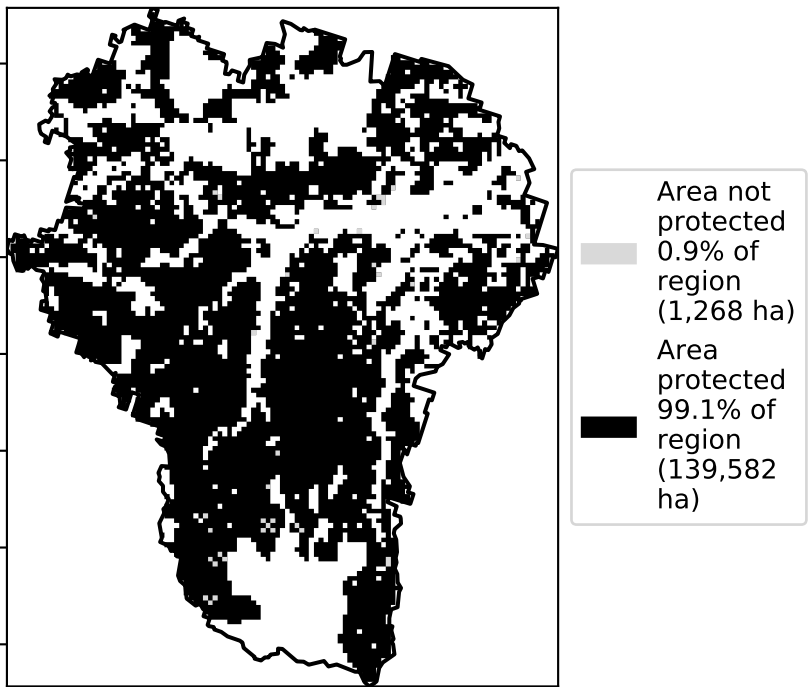 Area not
protected
0.9% of
region
(1,268 ha)
Area
protected
99.1% of
region
(139,582
ha)